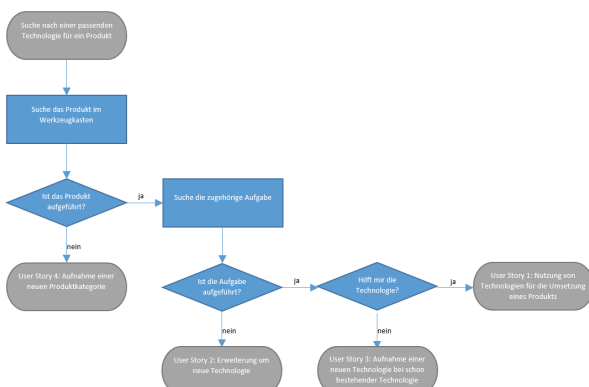 Suche nach einer passenden
Technologie für ein Produkt
Suche das Produkt im
Werkzeugkasten
Ist das Produkt
aufgeführt?
ja
Suche die zugehörige Aufgabe
nein
User Story 4: Aufnahme einer
neuen Produktkategorie
Ist die Aufgabe
aufgeführt?
ja
Hilft mir die
Technologie?
ja
User Story 1: Nutzung von
Technologien für die Umsetzung
eines Produkts
nein
nein
User Story 2: Erweiterung um
neue Technologie
User Story 3: Aufnahme einer
neuen Technologie bei schon
bestehender Technologie